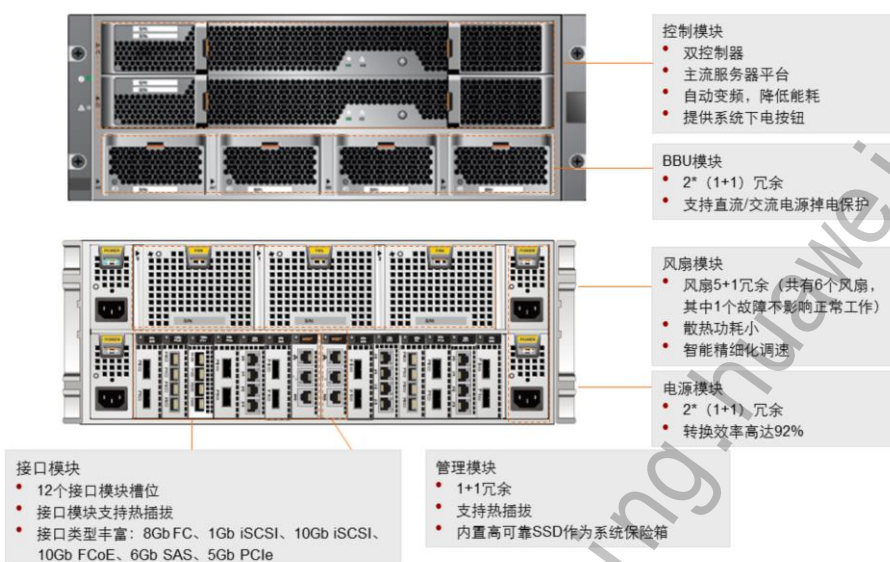 控制模块
• 双控制器
• 主流服务器平台
• 自动变频，降低能耗
• 提供系统下电按钮
BBU模块
• 2*（1+1）冗余
• 支持直流/交流电源掉电保护
风扇模块
• 风扇5+1冗余（共有6个风扇，
其中1个故障不影响正常工作）
• 散热功耗小
• 智能精细化调速
电源模块
• 2*（1+1）冗余
• 转换效率高达92%
接口模块
• 12个接口模块槽位
• 接口模块支持热插拔
• 接口类型丰富：8Gb FC、1Gb iSCSI、10Gb iSCSI、
10Gb FCoE、6Gb SAS、5Gb PCIe
管理模块
• 1+1冗余
• 支持热插拔
• 内置高可靠SSD作为系统保险箱
ing.huawei